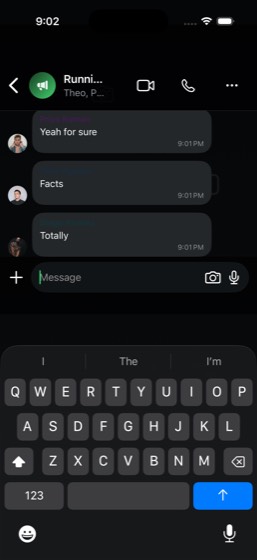 9:02
Runni...
Theo, P...
Yeah for sure
9:01 PM
Facts
9:01 PM
Totally
9:01 PM
Message
I The I'm
Q W E R T Y U I O P
A S D F G H J K L
Z X C V B N M
123